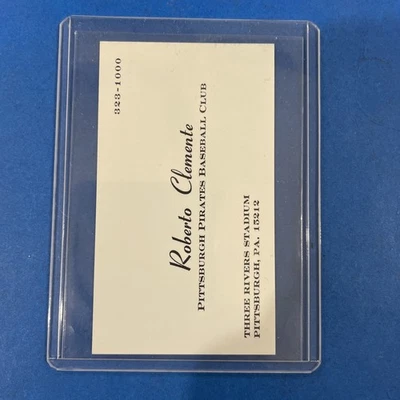 323-1000
Roberto Clemente
PITTSBURGH PIRATES BASEBALL CLUB
THREE RIVERS STADIUM
PITTSBURGH, PA. 15212